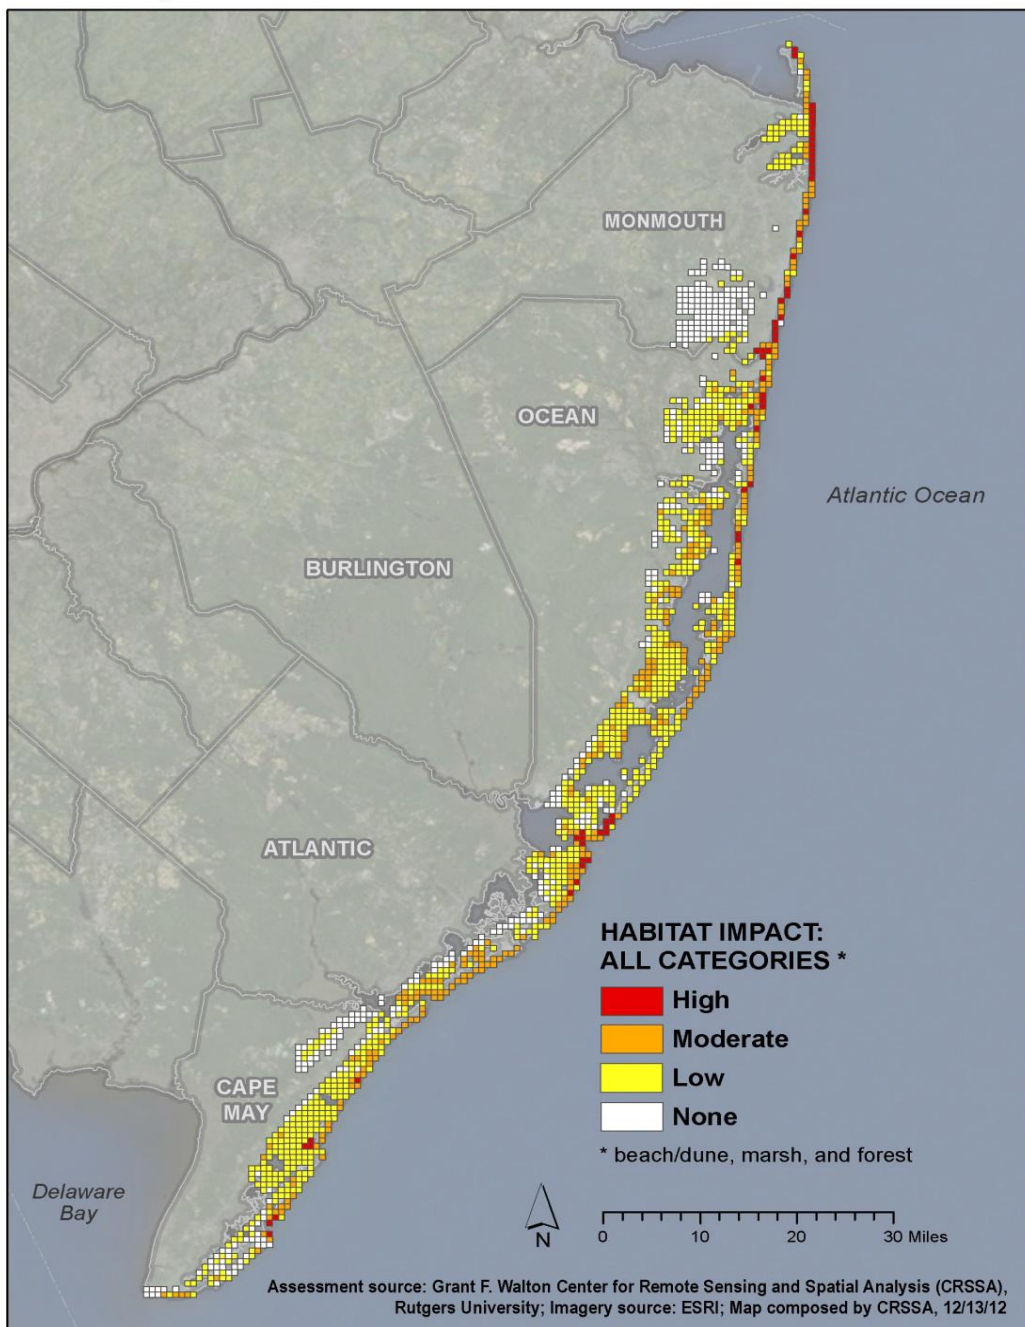 MONMOUTH
OCEAN
Atlantic Ocean
BURLINGTON
ATLANTIC
HABITAT IMPACT:
ALL CATEGORIES *
High
Moderate
Low
None
* beach/dune, marsh, and forest
CAPE
MAY
Delaware
Bay
N
0 10 20 30 Miles
Assessment source: Grant F. Walton Center for Remote Sensing and Spatial Analysis (CRSSA),
Rutgers University; Imagery source: ESRI; Map composed by CRSSA, 12/13/12